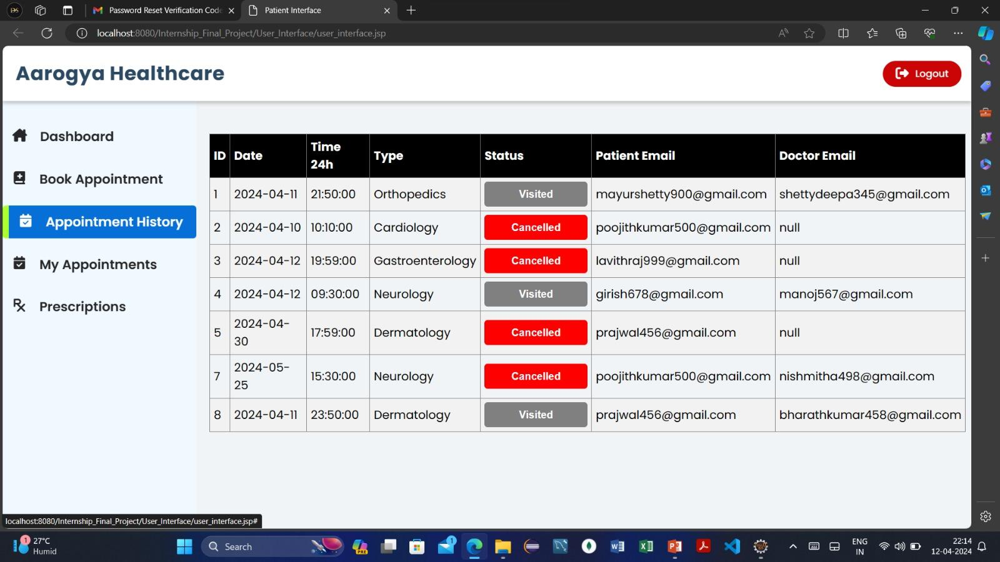 Password Reset Verification Code
Patient Interface
localhost:8080/Internship_Final_Project/User_Interface/user_interface.jsp
Aarogya Healthcare
Logout
Dashboard
Book Appointment
Appointment History
My Appointments
Prescriptions
ID Date Time 24h Type Status Patient Email Doctor Email
1 2024-04-11 21:50:00 Orthopedics Visited mayurshetty900@gmail.com shettydeepa345@gmail.com
2 2024-04-10 10:10:00 Cardiology Cancelled poojithkumar500@gmail.com null
3 2024-04-12 19:59:00 Gastroenterology Cancelled lavithraj999@gmail.com null
4 2024-04-12 09:30:00 Neurology Visited girish678@gmail.com manoj567@gmail.com
5 2024-04-30 17:59:00 Dermatology Cancelled prajwal456@gmail.com null
7 2024-05-25 15:30:00 Neurology Cancelled poojithkumar500@gmail.com nishmitha498@gmail.com
8 2024-04-11 23:50:00 Dermatology Visited prajwal456@gmail.com bharathkumar458@gmail.com
localhost:8080/Internship_Final_Project/User_Interface/user_interface.jsp#
1
27°C
Humid
Search
PRE
1
ENG
IN
22:14
12-04-2024